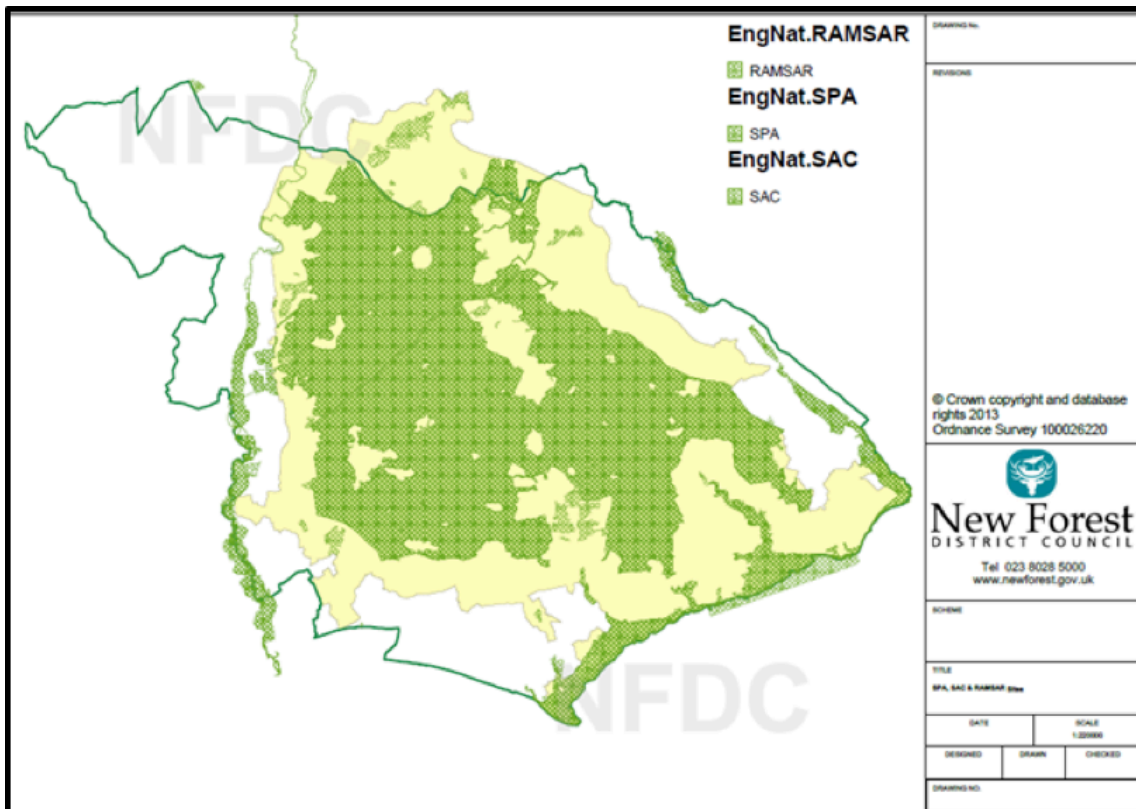 EngNat.RAMSAR
RAMSAR
EngNat.SPA
SPA
EngNat.SAC
SAC
NFDC
NFDC
DRAWING No.
REVISIONS
© Crown copyright and database
rights 2013
Ordnance Survey 100026220
New Forest
DISTRICT COUNCIL
Tel 023 8028 5000
www.newforest.gov.uk
SCHEME
TITLE
SPA, SAC & RAMSAR Sites
DATE
SCALE
1:220000
DESIGNED
DRAWN
CHECKED
DRAWING NO.